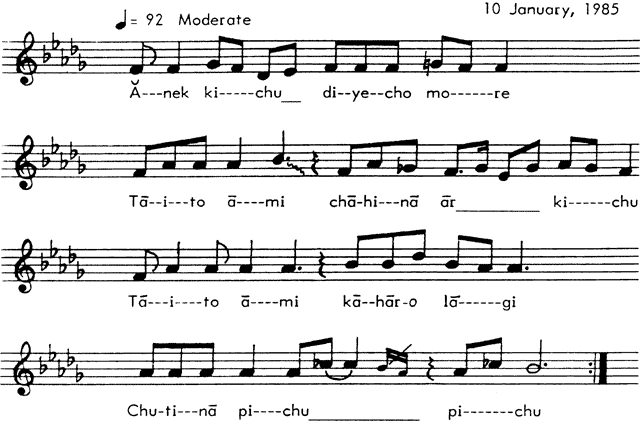 ♩= 92 Moderate 10 January, 1985
Ă---nek ki-----chu__ di--ye--cho mo------re
Tā--i---to ā----mi chā-hi--nā ār_________ ki-----chu
Tā--i----to ā----mi kā--hār-o lā------gi
Chu-ti---nā pi----chu____________ pi------chu